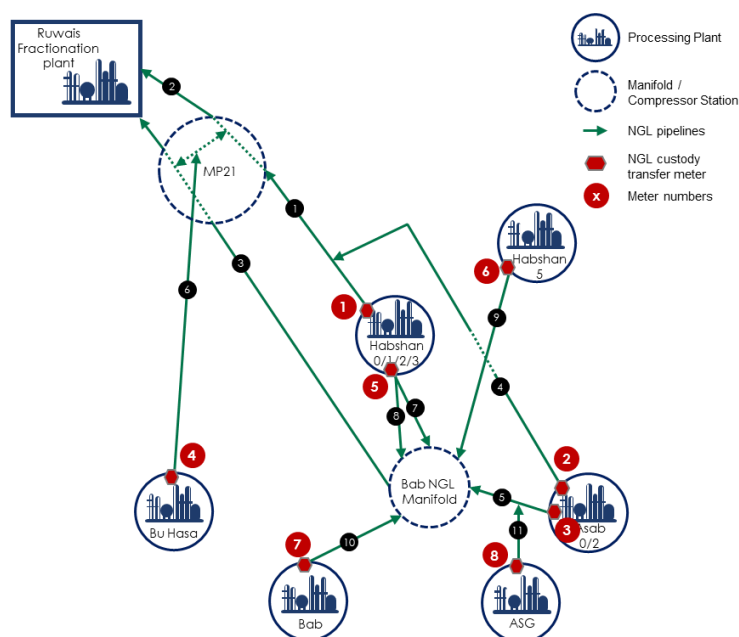 Ruwais
Fractionation
plant
Processing Plant
Manifold /
Compressor Station
NGL pipelines
NGL custody
transfer meter
x
Meter numbers
2
MP21
1
3
6
Habshan
5
6
9
1
Habshan
0/1/2/3
5
8
7
4
4
Bu Hasa
Bab NGL
Manifold
2
5
3
Asab
0/2
11
10
7
Bab
8
ASG